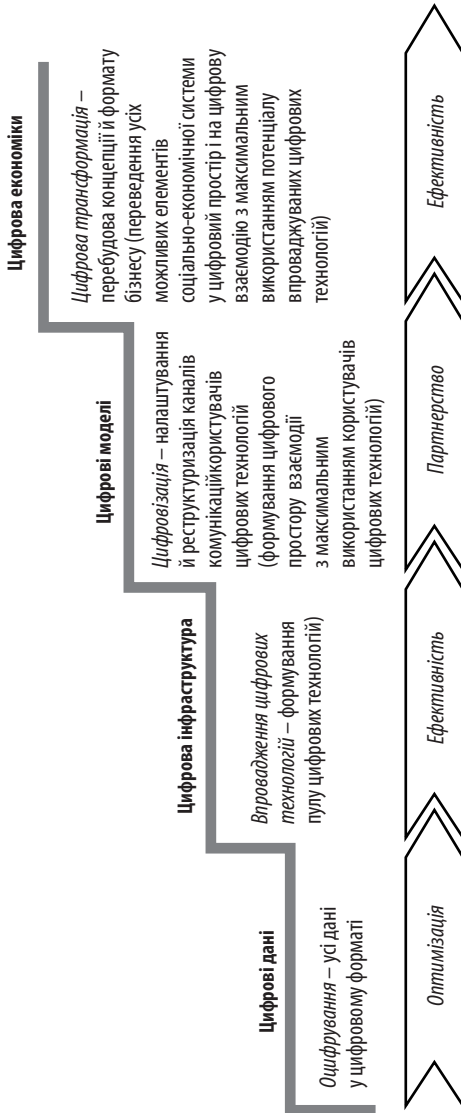 Цифрові дані
Оцифрування – усі дані
у цифровому форматі
Цифрова інфраструктура
Впровадження цифрових
технологій – формування
пулу цифрових технологій)
Цифрові моделі
Цифровізація – налаштування
й реструктуризація каналів
комунікаційкористувачів
цифрових технологій
(формування цифрового
простору взаємодії
з максимальним
використанням користувачів
цифрових технологій)
Цифрова економіки
Цифрова трансформація –
перебудова концепції й формату
бізнесу (переведення усіх
можливих елементів
соціально-економічної системи
у цифровий простір і на цифрову
взаємодію з максимальним
використанням потенціалу
впроваджуваних цифрових
технологій)
Оптимізація
Ефективність
Партнерство
Ефективність